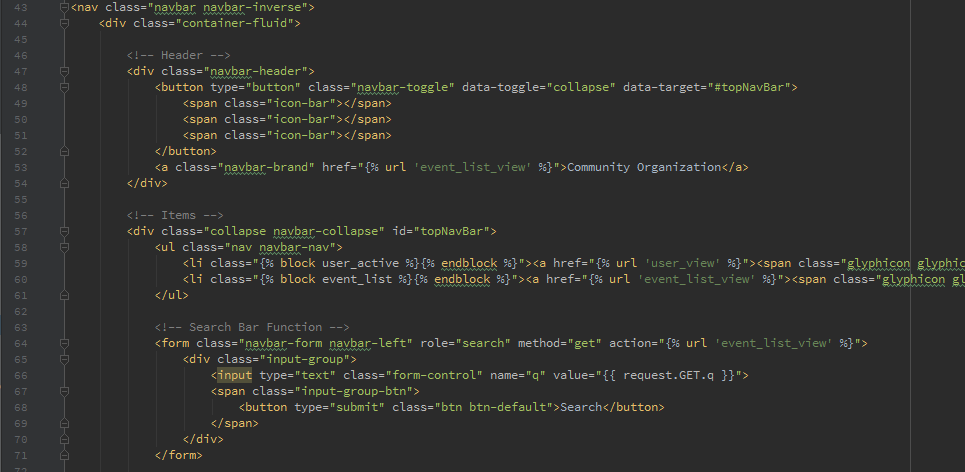 43 <nav class="navbar navbar-inverse">
44     <div class="container-fluid">
45
46         <!-- Header -->
47         <div class="navbar-header">
48             <button type="button" class="navbar-toggle" data-toggle="collapse" data-target="#topNavBar">
49                 <span class="icon-bar"></span>
50                 <span class="icon-bar"></span>
51                 <span class="icon-bar"></span>
52             </button>
53             <a class="navbar-brand" href="{% url 'event_list_view' %}">Community Organization</a>
54         </div>
55
56         <!-- Items -->
57         <div class="collapse navbar-collapse" id="topNavBar">
58             <ul class="nav navbar-nav">
59                 <li class="{% block user_active %}{% endblock %}"><a href="{% url 'user_view' %}"><span class="glyphicon glyphic
60                 <li class="{% block event_list %}{% endblock %}"><a href="{% url 'event_list_view' %}"><span class="glyphicon gl
61             </ul>
62
63         <!-- Search Bar Function -->
64             <form class="navbar-form navbar-left" role="search" method="get" action="{% url 'event_list_view' %}">
65                 <div class="input-group">
66                     <input type="text" class="form-control" name="q" value="{{ request.GET.q }}">
67                     <span class="input-group-btn">
68                         <button type="submit" class="btn btn-default">Search</button>
69                     </span>
70                 </div>
71             </form>